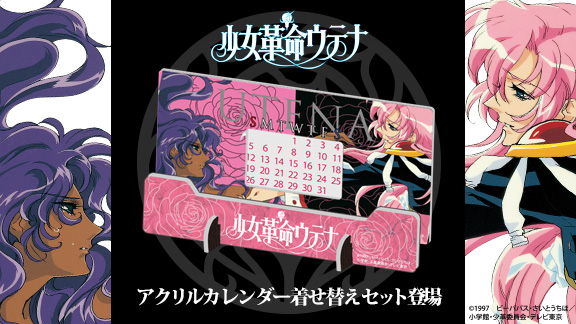 少女革命ウテナ
UTENA
S M T W T F S
1 2 3 4
5 6 7 8 9 10 11
12 13 14 15 16 17 18
19 20 21 22 23 24 25
26 27 28 29 30 31
少女革命ウテナ
アクリルカレンダー着せ替えセット登場
©1997 ビーパパス・さいとうちほ/
小学館・少革委員会・テレビ東京